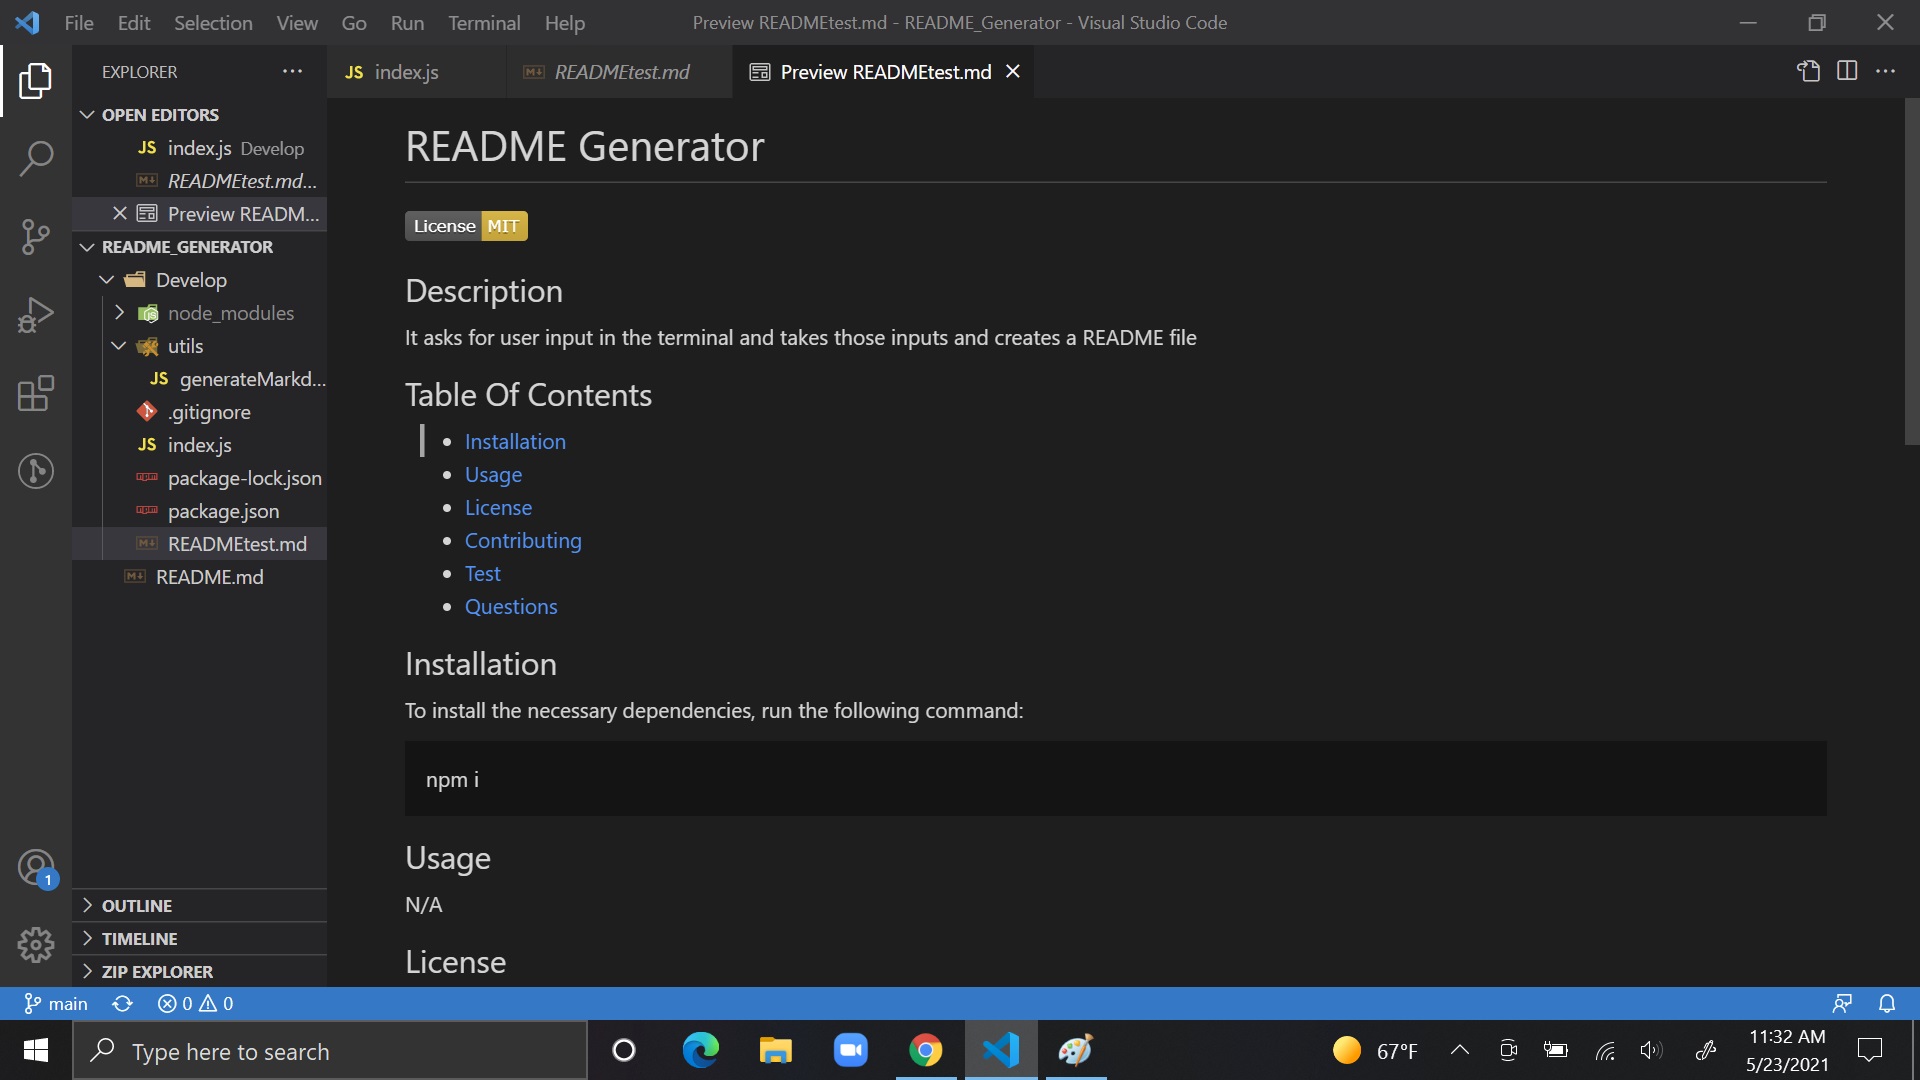 File Edit Selection View Go Run Terminal Help Preview READMEtest.md - README_Generator - Visual Studio Code
EXPLORER
JS index.js
READMEtest.md
Preview READMEtest.md
OPEN EDITORS
JS index.js Develop
READMEtest.md...
Preview READM...
README_GENERATOR
Develop
node_modules
utils
JS generateMarkd...
.gitignore
JS index.js
package-lock.json
package.json
READMEtest.md
README.md
OUTLINE
TIMELINE
ZIP EXPLORER
1
README Generator
License MIT
Description
It asks for user input in the terminal and takes those inputs and creates a README file
Table Of Contents
• Installation
• Usage
• License
• Contributing
• Test
• Questions
Installation
To install the necessary dependencies, run the following command:
npm i
Usage
N/A
License
main 0 0
Type here to search
67°F
11:32 AM
5/23/2021